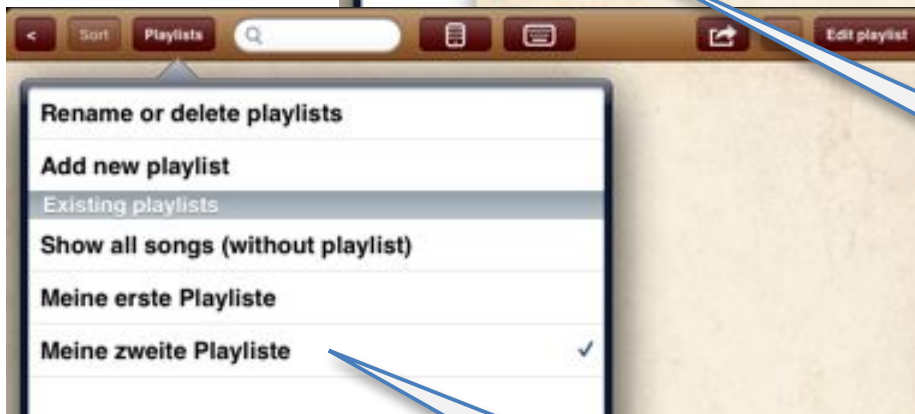 < Sort Playlists Edit playlist
Rename or delete playlists
Add new playlist
Existing playlists
Show all songs (without playlist)
Meine erste Playliste
Meine zweite Playliste